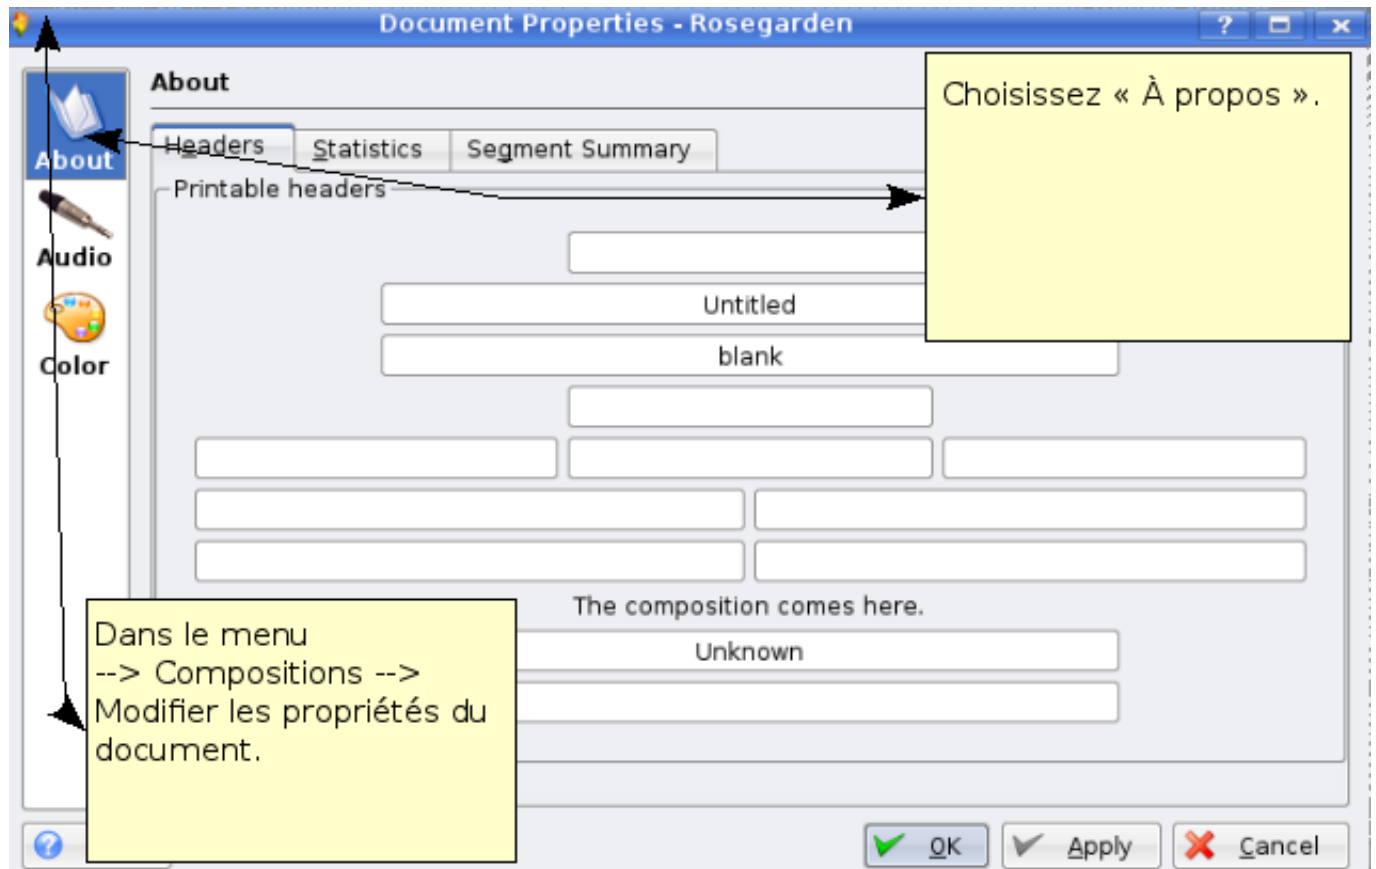 Document Properties - Rosegarden
About
Choisissez « À propos ».
About
Headers Statistics Segment Summary
Printable headers
Audio
Untitled
Color
blank
The composition comes here.
Dans le menu
--> Compositions -->
Modifier les propriétés du
document.
Unknown
OK Apply Cancel